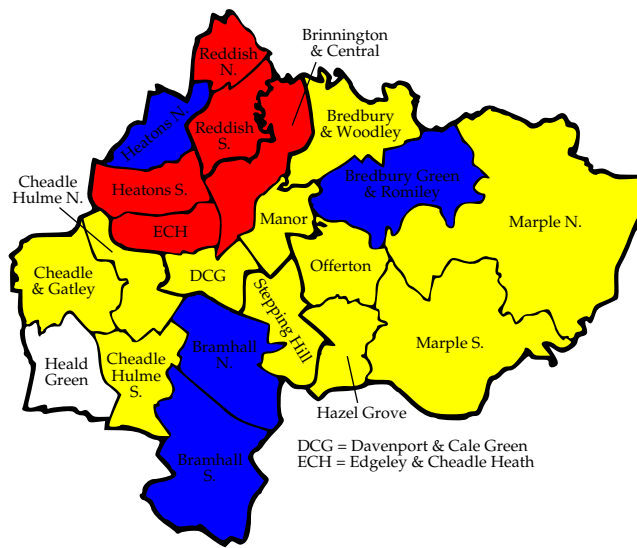 Brinnington
& Central
Reddish
N.
Heatons N.
Reddish
S.
Bredbury
& Woodley
Cheadle
Hulme N.
Heatons S.
Bredbury Green
& Romiley
ECH
Manor
Marple N.
Cheadle
& Gatley
DCG
Offerton
Stepping Hill
Bramhall
N.
Marple S.
Heald
Green
Cheadle
Hulme
S.
Hazel Grove
DCG = Davenport & Cale Green
ECH = Edgeley & Cheadle Heath
Bramhall
S.